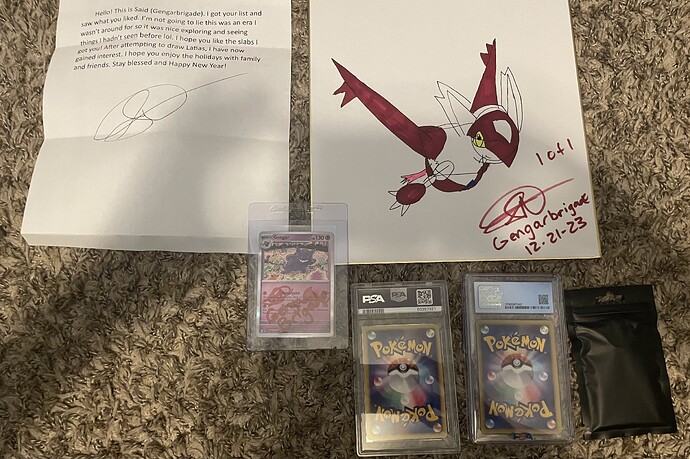 Hello! This is Said (Gengarbrigade). I got your list and
saw what you liked. I'm not going to lie this was an era I
wasn't around for so it was nice exploring and seeing
things I hadn't seen before lol. I hope you like the slabs I
got you! After attempting to draw Latias, I have now
gained interest. I hope you enjoy the holidays with family
and friends. Stay blessed and Happy New Year!
1 of 1
Gengarbrigade
12-21-23
Gengar
130
PSA
POKéMON
POKéMON
POKéMON
POKéMON